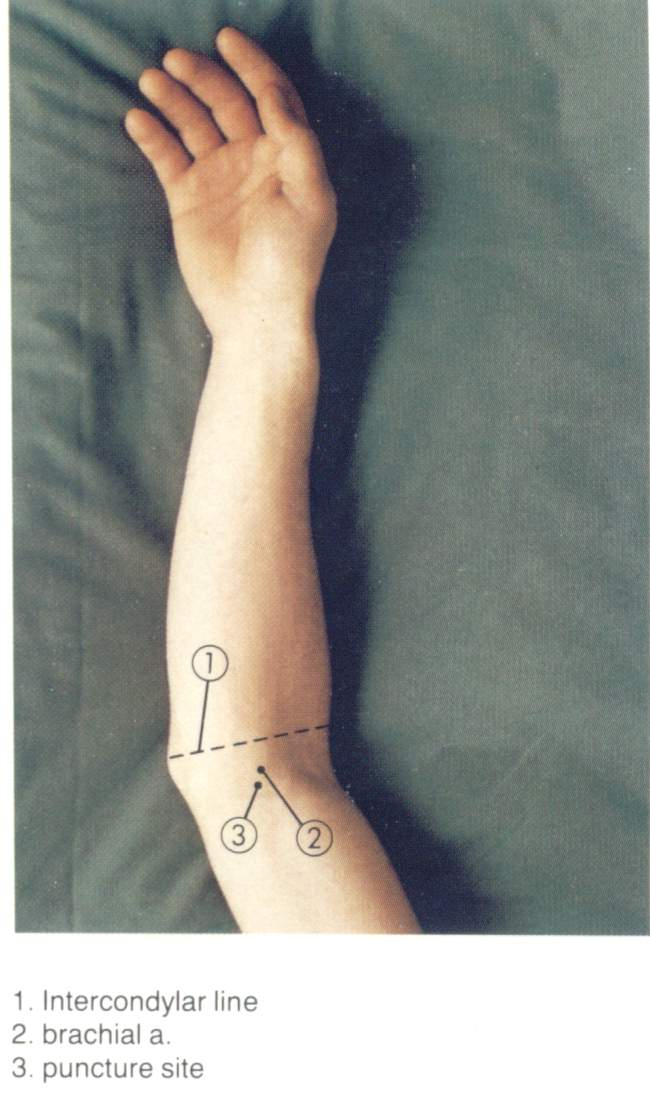 1
3
2
1. Intercondylar line
2. brachial a.
3. puncture site